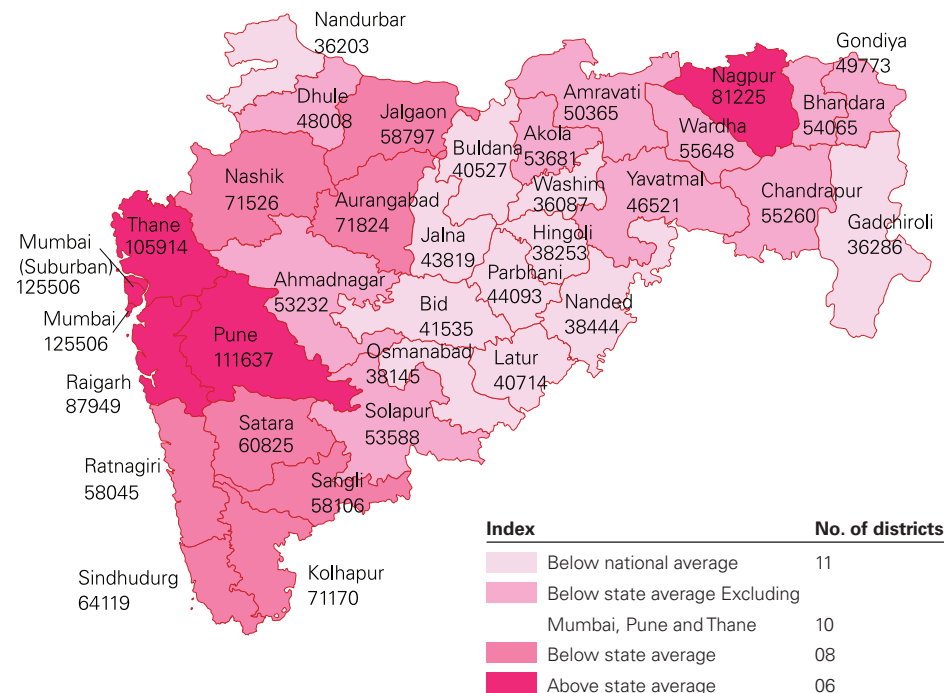 Nandurbar
36203
Dhule
48008
Jalgaon
58797
Buldana
40527
Akola
53681
Amravati
50365
Nagpur
81225
Wardha
55648
Gondiya
49773
Bhandara
54065
Nashik
71526
Aurangabad
71824
Washim
36087
Yavatmal
46521
Chandrapur
55260
Gadchiroli
36286
Thane
105914
Mumbai
(Suburban)
125506
Mumbai
125506
Ahmadnagar
53232
Jalna
43819
Hingoli
38253
Parbhani
44093
Nanded
38444
Bid
41535
Pune
111637
Raigarh
87949
Osmanabad
38145
Latur
40714
Satara
60825
Solapur
53588
Ratnagiri
58045
Sangli
58106
Sindhudurg
64119
Kolhapur
71170
Index No. of districts
Below national average 11
Below state average Excluding
Mumbai, Pune and Thane 10
Below state average 08
Above state average 06